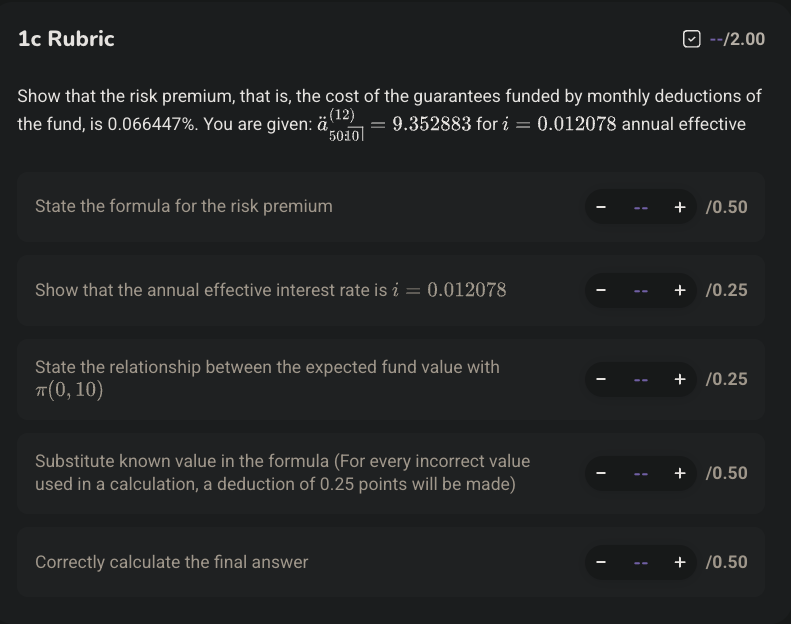 1c Rubric
--/2.00
Show that the risk premium, that is, the cost of the guarantees funded by monthly deductions of
the fund, is 0.066447%. You are given: ä^{(12)}_{50:\overline{10}|} = 9.352883 for i = 0.012078 annual effective
State the formula for the risk premium
− -- + /0.50
Show that the annual effective interest rate is i = 0.012078
− -- + /0.25
State the relationship between the expected fund value with
π(0, 10)
− -- + /0.25
Substitute known value in the formula (For every incorrect value
used in a calculation, a deduction of 0.25 points will be made)
− -- + /0.50
Correctly calculate the final answer
− -- + /0.50